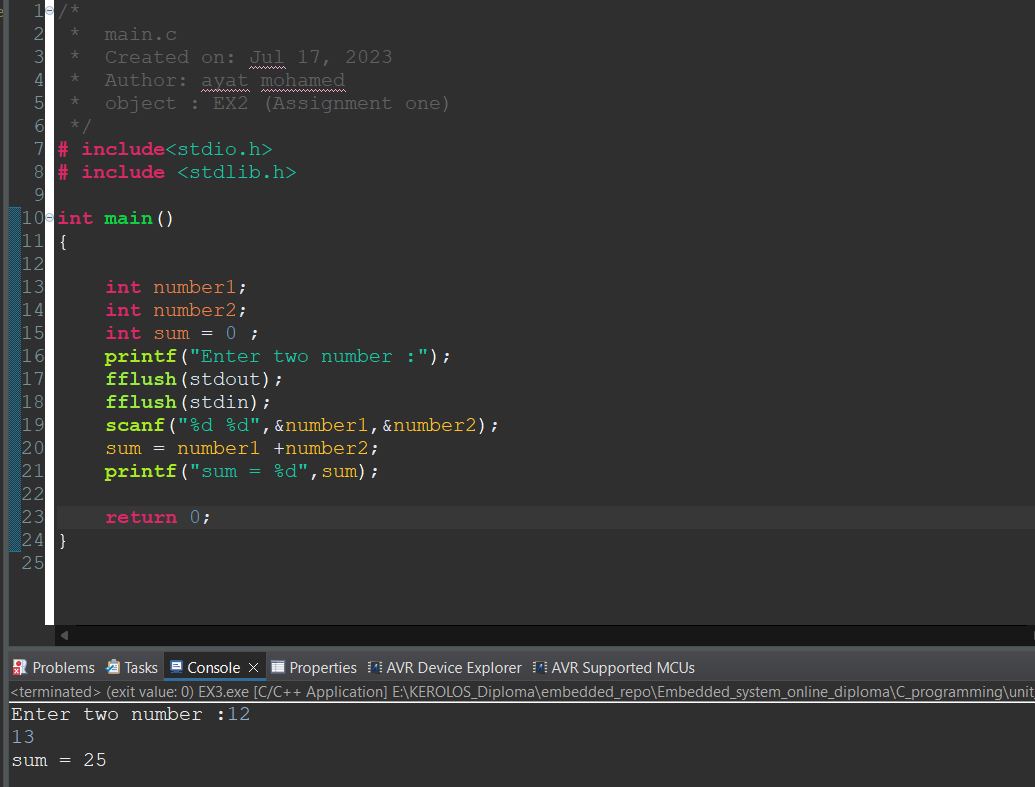 1 /*
2  *  main.c
3  *  Created on: Jul 17, 2023
4  *  Author: ayat mohamed
5  *  object : EX2 (Assignment one)
6  */
7 # include<stdio.h>
8 # include <stdlib.h>
9
10 int main()
11 {
12
13     int number1;
14     int number2;
15     int sum = 0 ;
16     printf("Enter two number :");
17     fflush(stdout);
18     fflush(stdin);
19     scanf("%d %d",&number1,&number2);
20     sum = number1 +number2;
21     printf("sum = %d",sum);
22
23     return 0;
24 }
25
Problems Tasks Console Properties AVR Device Explorer AVR Supported MCUs
<terminated> (exit value: 0) EX3.exe [C/C++ Application] E:\KEROLOS_Diploma\embedded_repo\Embedded_system_online_diploma\C_programming\unit
Enter two number :12
13
sum = 25